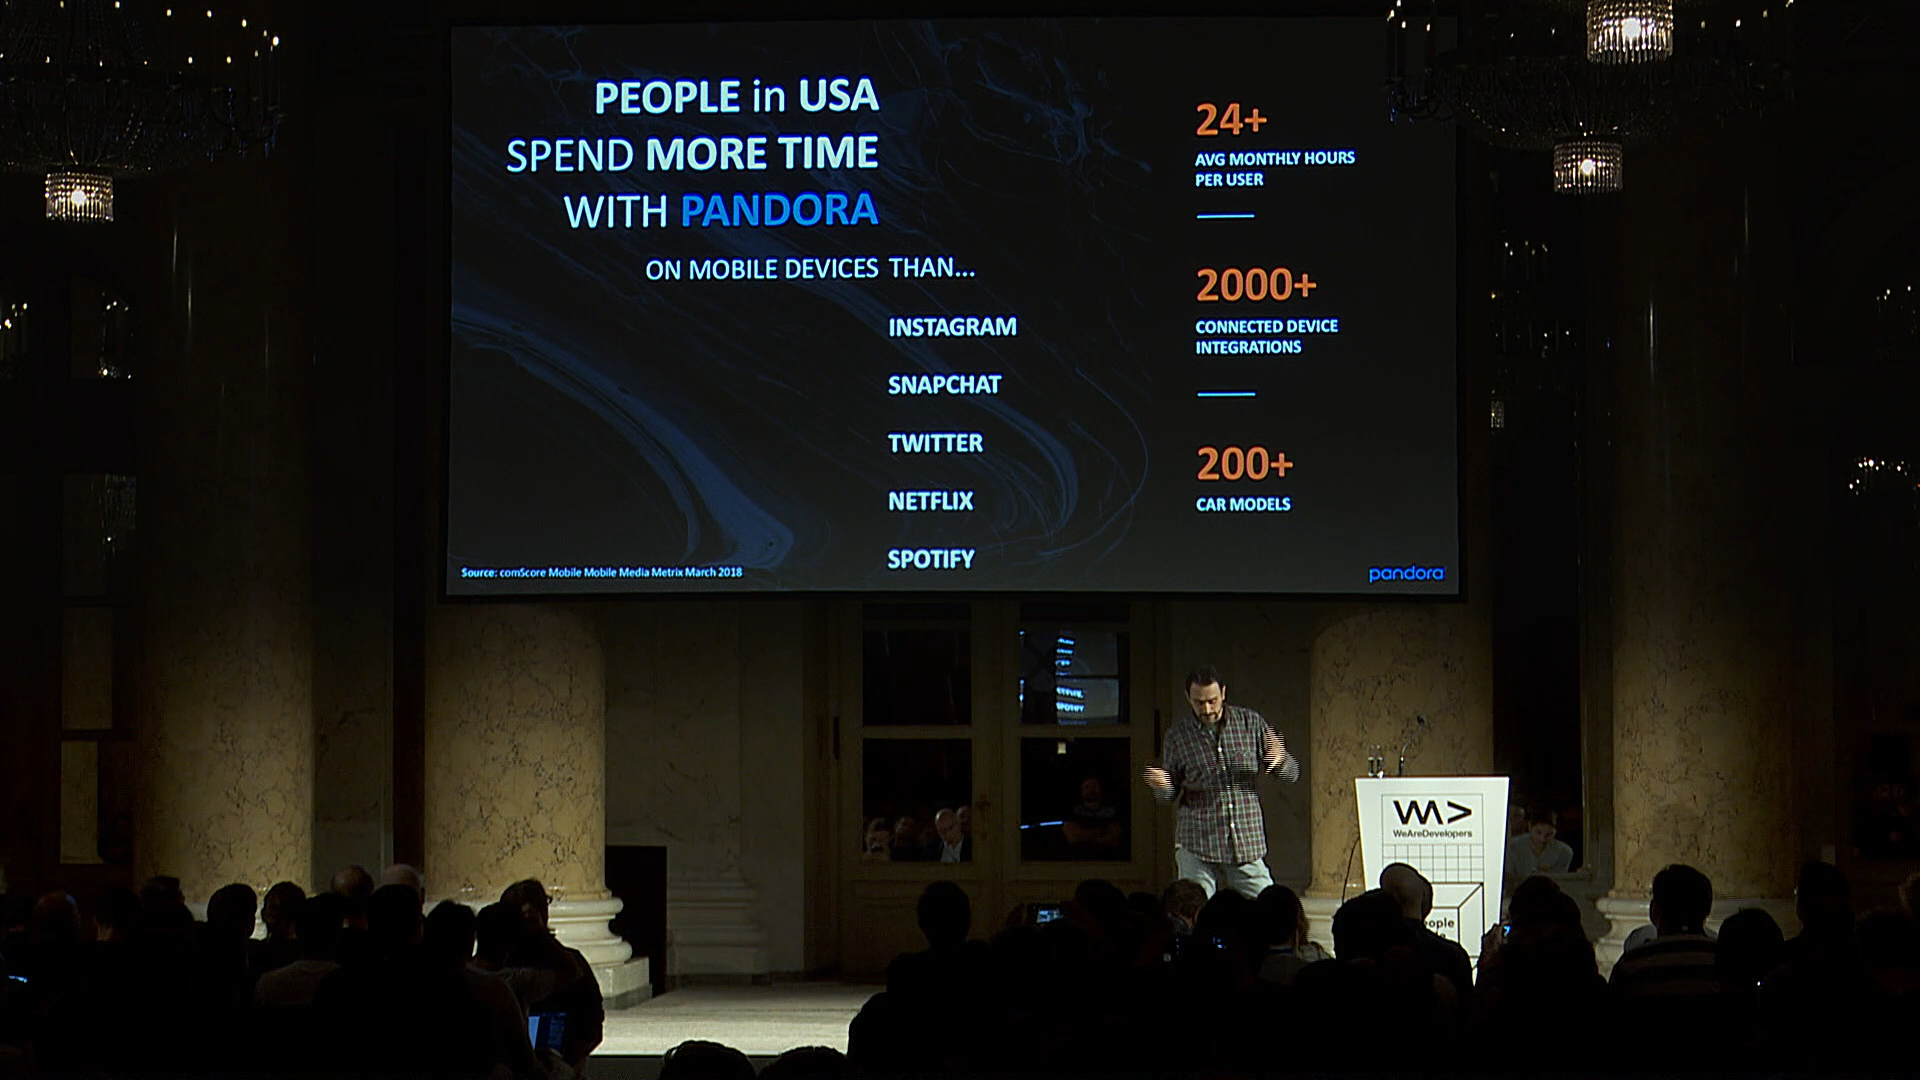 PEOPLE in USA
SPEND MORE TIME
WITH PANDORA
ON MOBILE DEVICES THAN...
INSTAGRAM
SNAPCHAT
TWITTER
NETFLIX
SPOTIFY
Source: comScore Mobile Mobile Media Metrix March 2018
24+
AVG MONTHLY HOURS
PER USER
2000+
CONNECTED DEVICE
INTEGRATIONS
200+
CAR MODELS
pandora
WeAreDevelopers